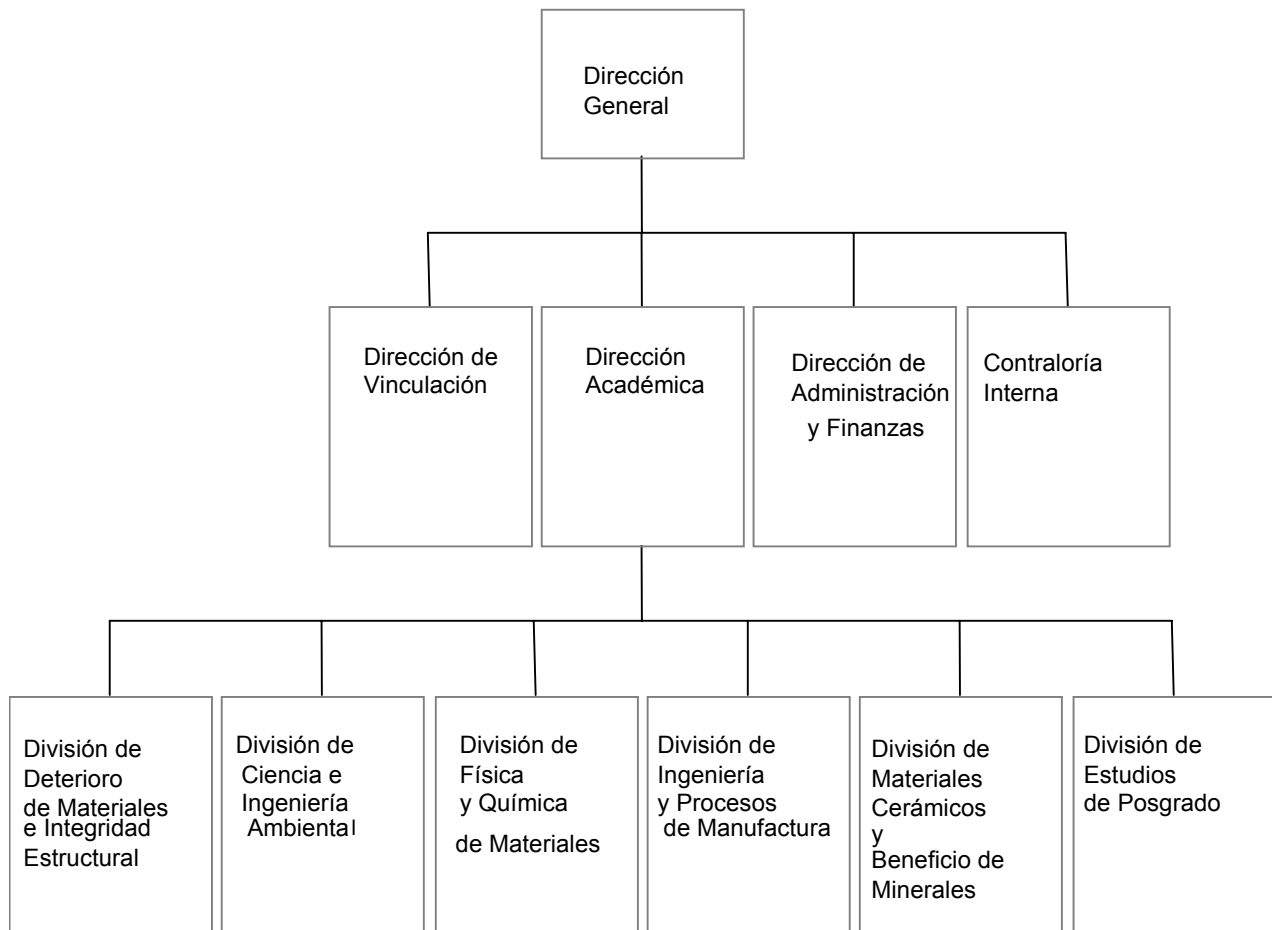 Dirección
General
Dirección de
Vinculación
Dirección
Académica
Dirección de
Administración
y Finanzas
Contraloría
Interna
División de
Deterioro
de Materiales
e Integridad
Estructural
División de
Ciencia e
Ingeniería
Ambiental
División de
Física
y Química
de Materiales
División de
Ingeniería
y Procesos
de Manufactura
División de
Materiales
Cerámicos
y
Beneficio de
Minerales
División de
Estudios
de Posgrado